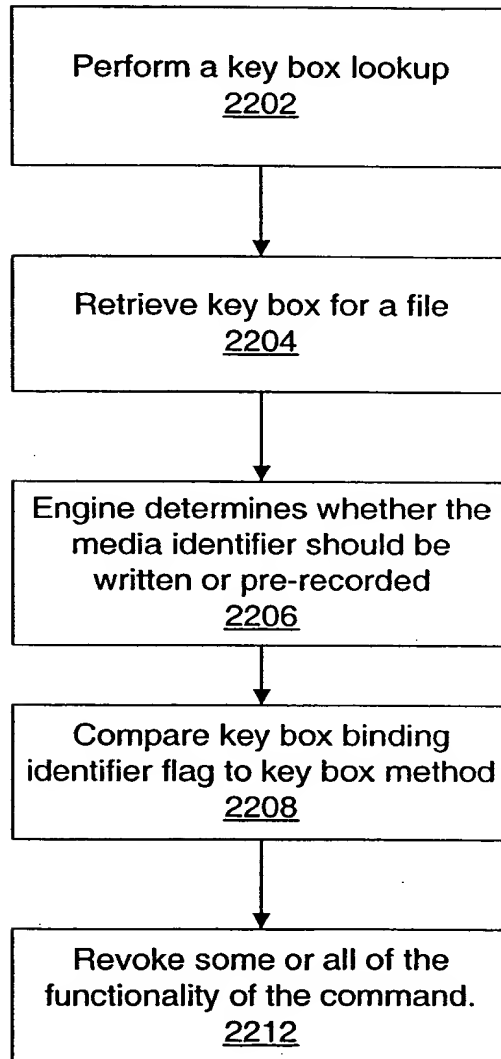 Perform a key box lookup
2202
Retrieve key box for a file
2204
Engine determines whether the
media identifier should be
written or pre-recorded
2206
Compare key box binding
identifier flag to key box method
2208
Revoke some or all of the
functionality of the command.
2212